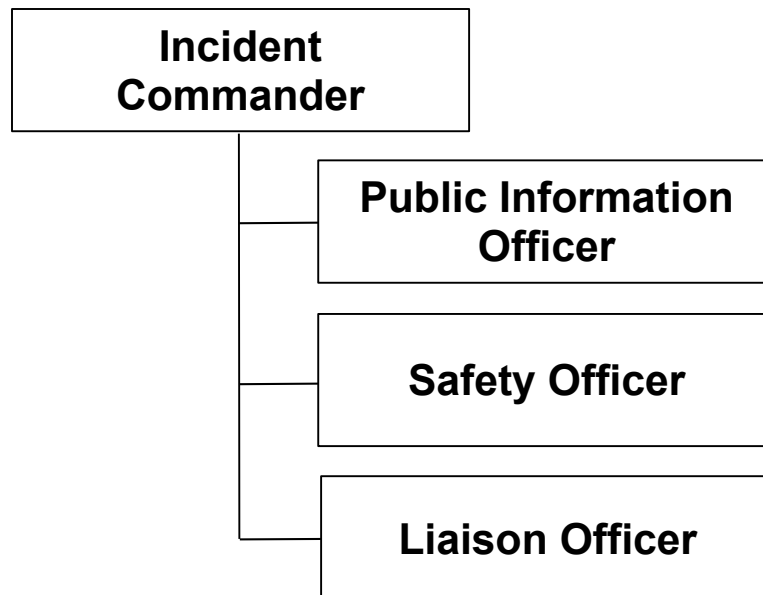 Incident
Commander
Public Information
Officer
Safety Officer
Liaison Officer